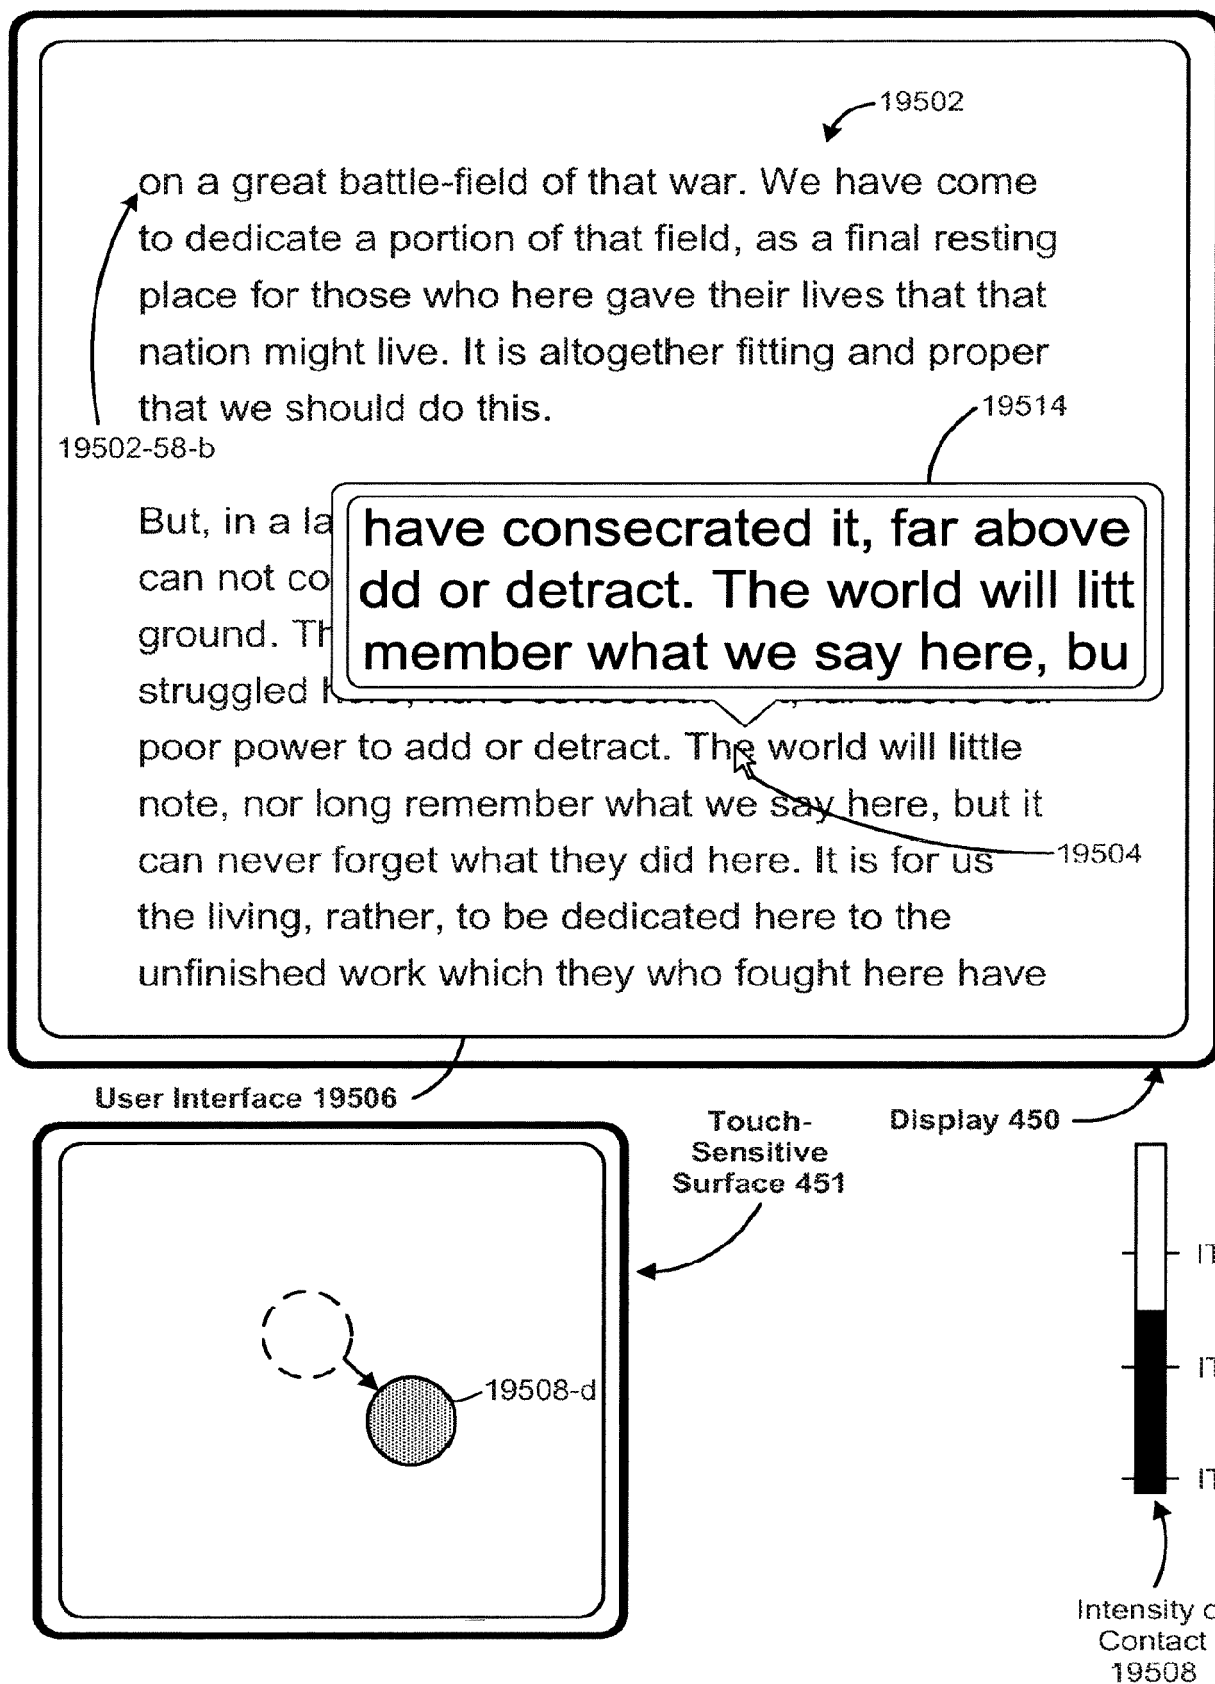 19502
on a great battle-field of that war. We have come
to dedicate a portion of that field, as a final resting
place for those who here gave their lives that that
nation might live. It is altogether fitting and proper
that we should do this.
19514
19502-58-b
But, in a la
can not co
ground. Th
struggled
have consecrated it, far above
dd or detract. The world will litt
member what we say here, bu
poor power to add or detract. The world will little
note, nor long remember what we say here, but it
can never forget what they did here. It is for us
19504
the living, rather, to be dedicated here to the
unfinished work which they who fought here have
User Interface 19506
Touch-
Sensitive
Surface 451
Display 450
19508-d
IT
IT
IT
Intensity o
Contact
19508